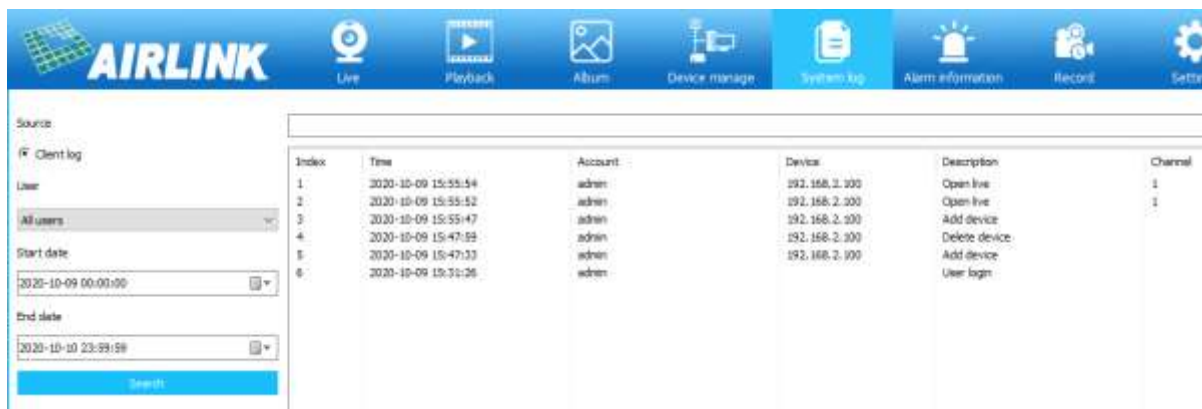 AIRLINK
Live Playback Album Device manage System log Alarm information Record Setti
Source
Client log
User
All users
Start date
2020-10-09 00:00:00
End date
2020-10-10 23:59:59
Search
Index Time Account Device Description Channel
1 2020-10-09 15:55:54 admin 192.168.2.100 Open live 1
2 2020-10-09 15:55:52 admin 192.168.2.100 Open live 1
3 2020-10-09 15:55:47 admin 192.168.2.100 Add device
4 2020-10-09 15:47:59 admin 192.168.2.100 Delete device
5 2020-10-09 15:47:33 admin 192.168.2.100 Add device
6 2020-10-09 15:31:26 admin User login